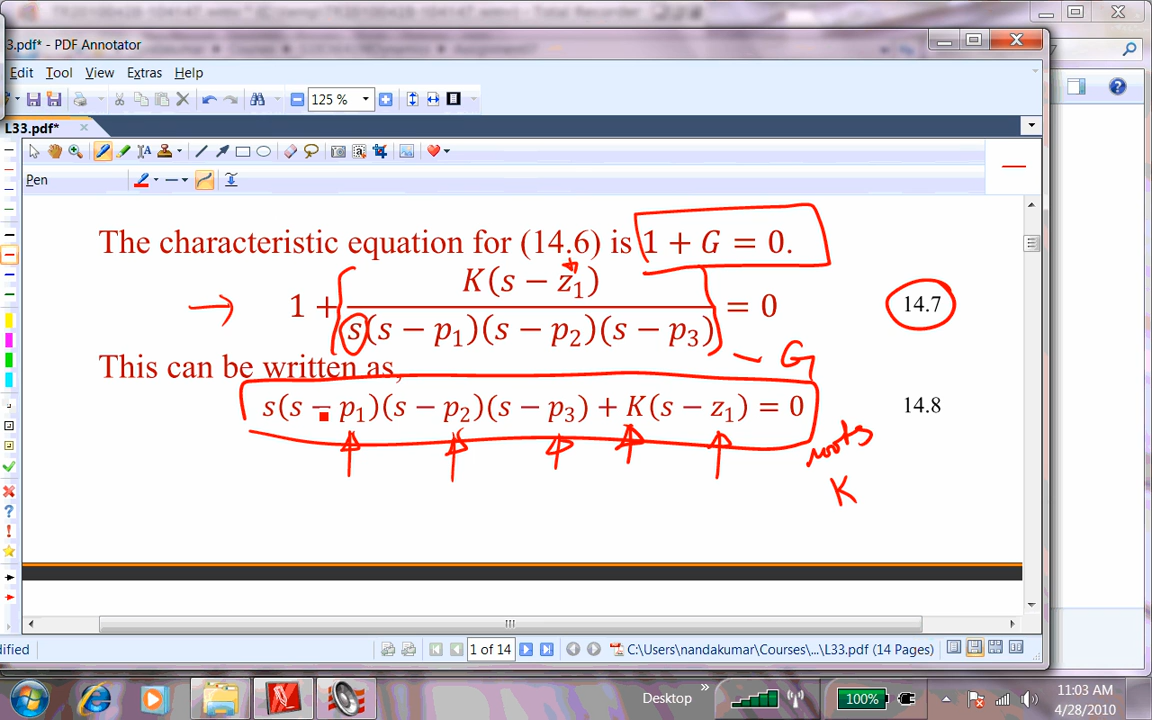 3.pdf* - PDF Annotator
Edit Tool View Extras Help
125 %
L33.pdf*
Pen
The characteristic equation for (14.6) is 1 + G = 0.
→ 1 + K(s − z₁) / s(s − p₁)(s − p₂)(s − p₃) = 0 14.7
This can be written as, — G
s(s − p₁)(s − p₂)(s − p₃) + K(s − z₁) = 0 14.8
roots
K
1 of 14
C:\Users\nandakumar\Courses\...\L33.pdf (14 Pages)
dified
Desktop
100%
11:03 AM
4/28/2010